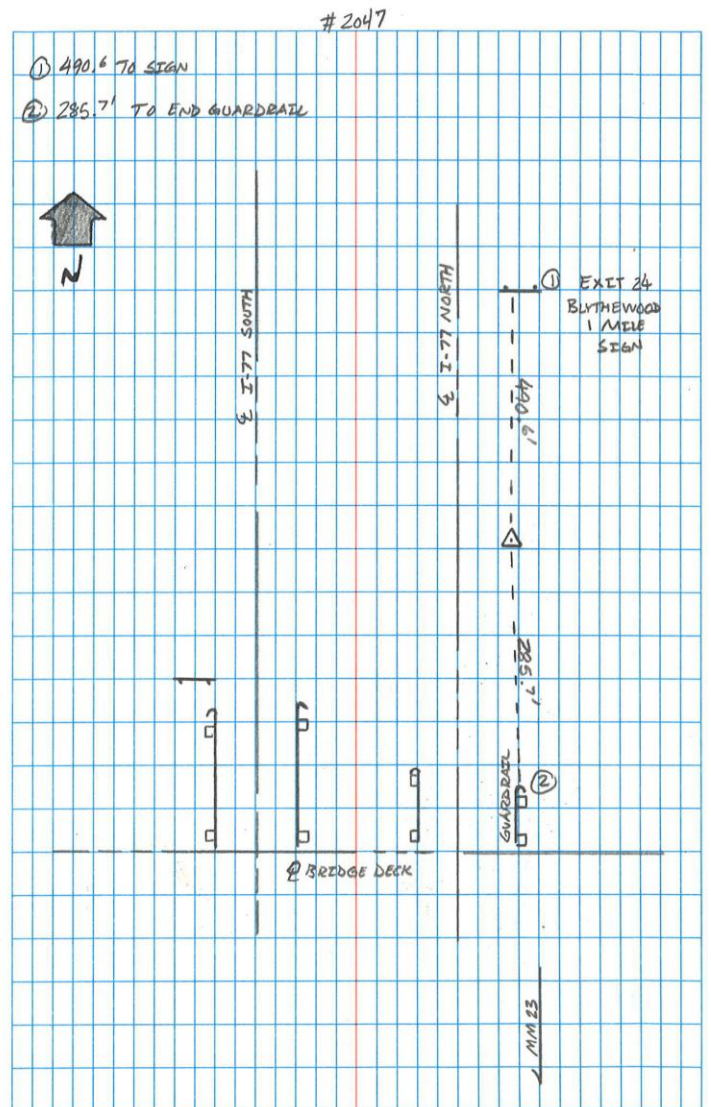 #2047
① 490.6 TO SIGN
② 285.7' TO END GUARDRAIL
N
℄ I-77 SOUTH
℄ I-77 NORTH
① EXIT 24
BLYTHEWOOD
1 MILE
SIGN
490.6'
285.7'
GUARDRAIL
②
℄ BRIDGE DECK
MM 23